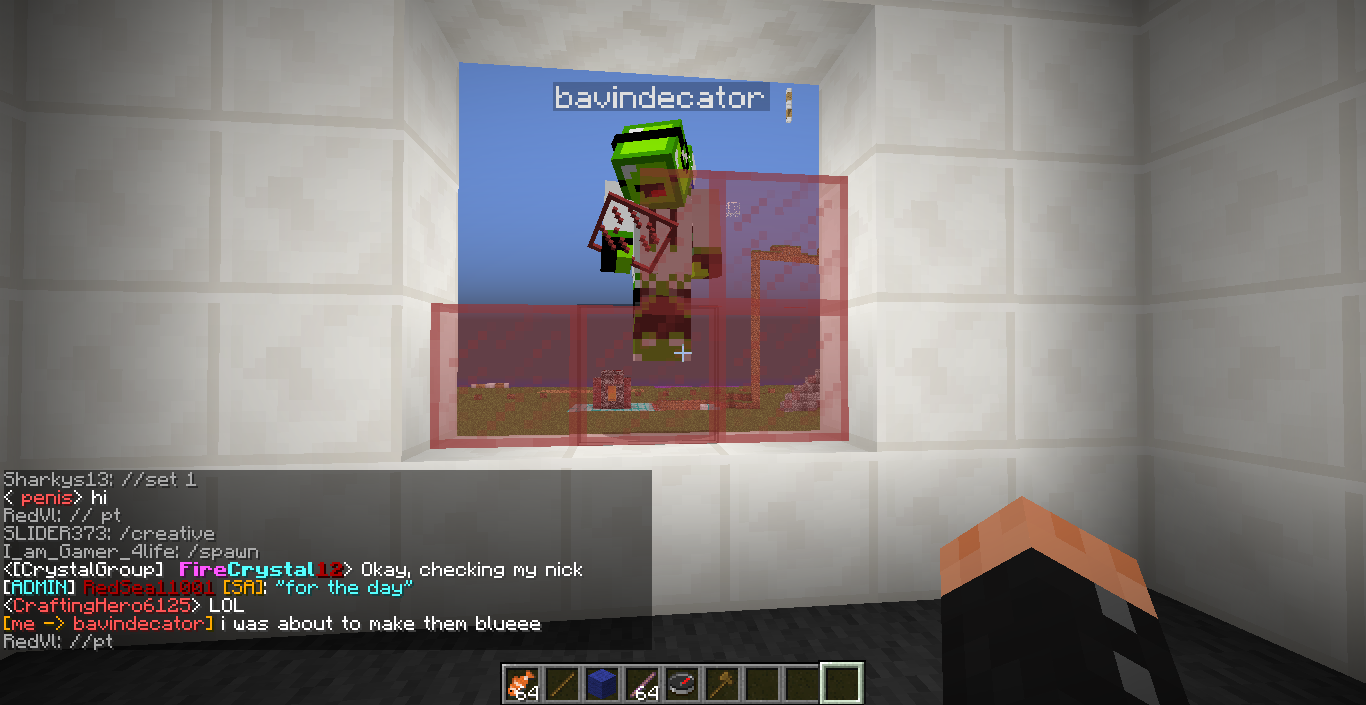 bavindecator
Sharkys13: //set 1
< penis> hi
RedVl: // pt
SLIDER373: /creative
I_am_Gamer_4life: /spawn
<[CrystalGroup] FireCrystal12> Okay, checking my nick
[ADMIN] RedSea11001 [SA]: "for the day"
<CraftingHero6125> LOL
[me -> bavindecator] i was about to make them blueee
RedVl: //pt
64
64